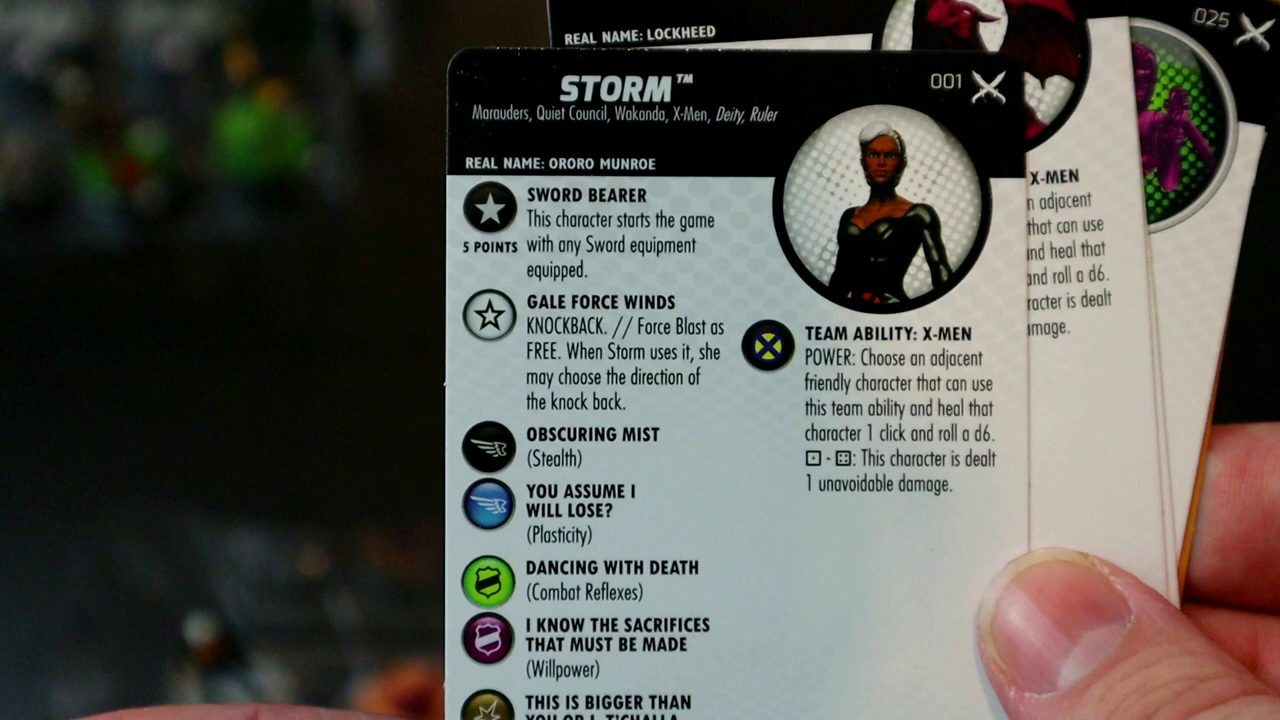 REAL NAME: LOCKHEED
025
STORM™
001
Marauders, Quiet Council, Wakanda, X-Men, Deity, Ruler
REAL NAME: ORORO MUNROE
SWORD BEARER
This character starts the game
5 POINTS
with any Sword equipment
equipped.
GALE FORCE WINDS
KNOCKBACK. // Force Blast as
FREE. When Storm uses it, she
may choose the direction of
the knock back.
OBSCURING MIST
(Stealth)
YOU ASSUME I
WILL LOSE?
(Plasticity)
DANCING WITH DEATH
(Combat Reflexes)
I KNOW THE SACRIFICES
THAT MUST BE MADE
(Willpower)
THIS IS BIGGER THAN
YOU OR I, T'CHALLA
TEAM ABILITY: X-MEN
POWER: Choose an adjacent
friendly character that can use
this team ability and heal that
character 1 click and roll a d6.
⚀ - ⚃: This character is dealt
1 unavoidable damage.
X-MEN
adjacent
that can use
and heal that
and roll a d6.
is dealt